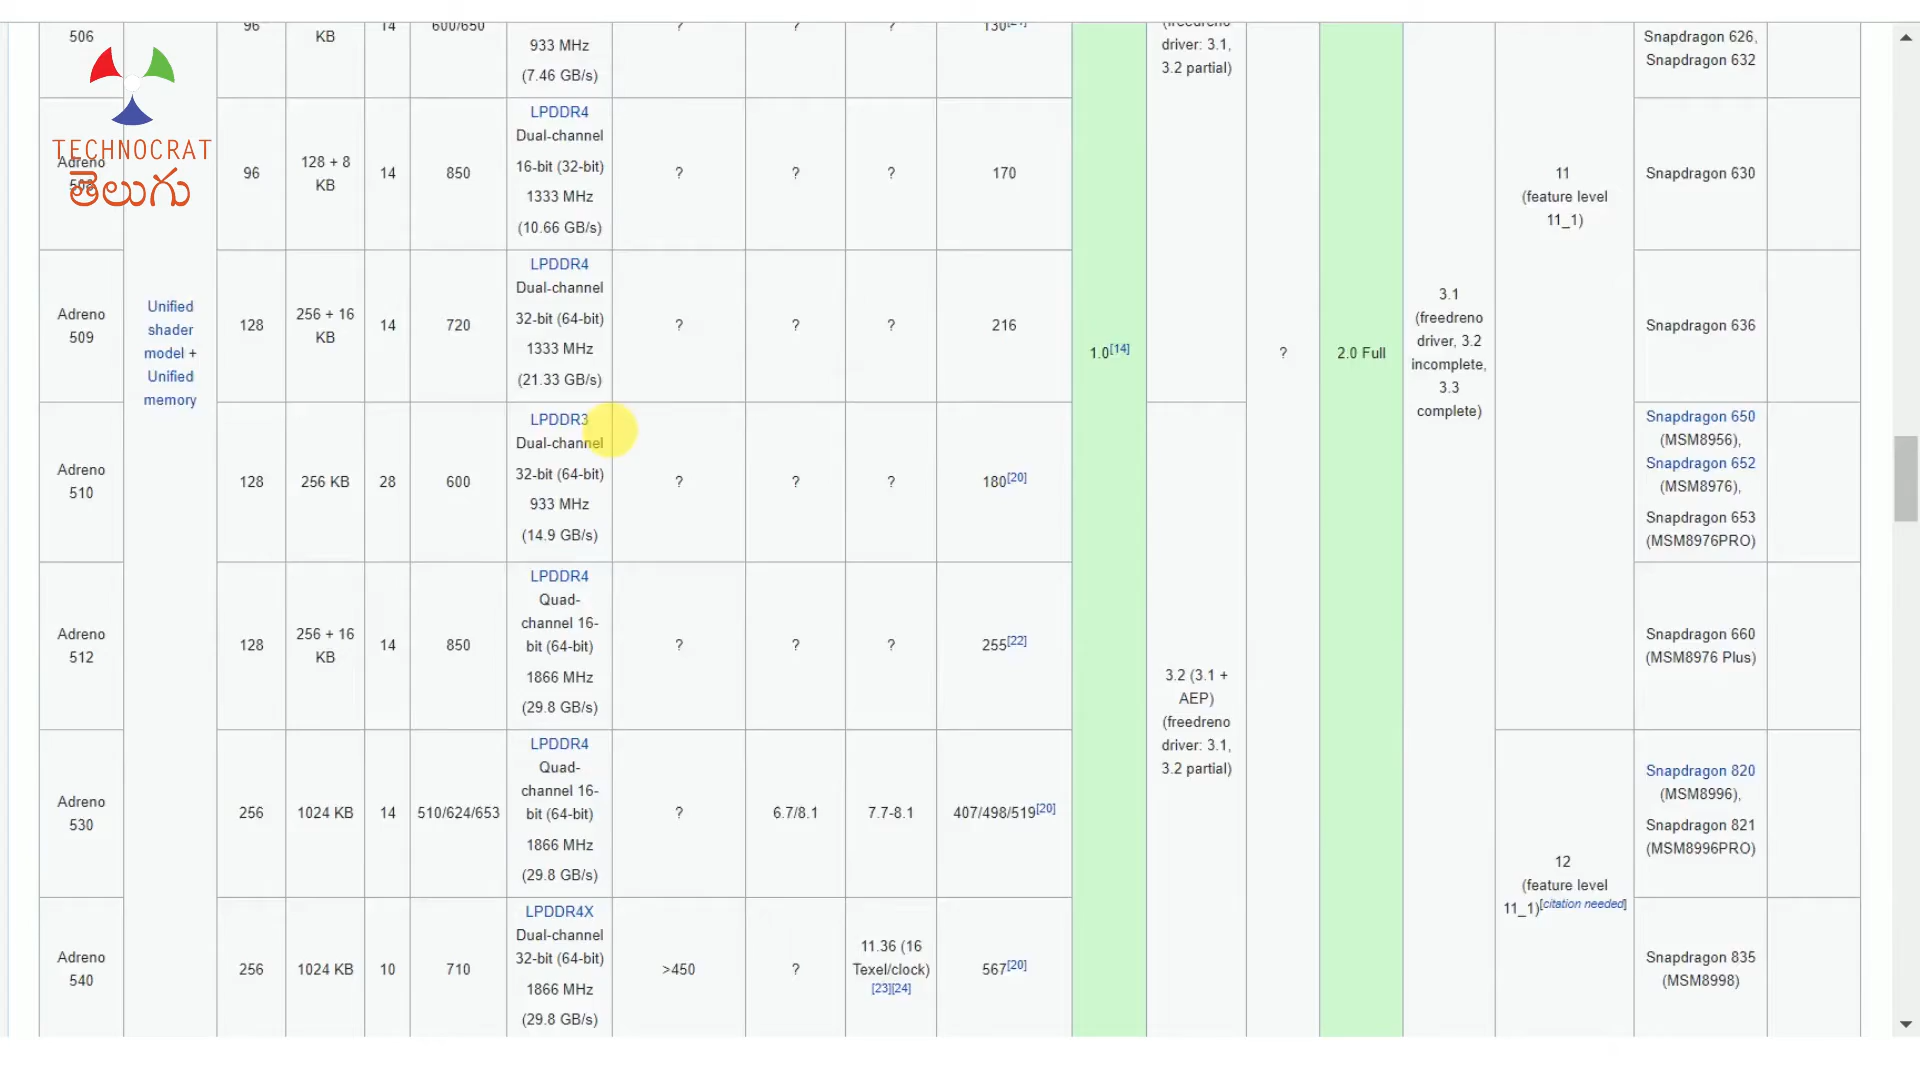 506
96
KB
14
600/650
933 MHz
(7.46 GB/s)
?
?
?
130[21]
(freedreno
driver: 3.1,
3.2 partial)
Snapdragon 626,
Snapdragon 632
TECHNOCRAT
తెలుగు
Adreno
508
96
128 + 8
KB
14
850
LPDDR4
Dual-channel
16-bit (32-bit)
1333 MHz
(10.66 GB/s)
?
?
?
170
11
(feature level
11_1)
Snapdragon 630
Adreno
509
Unified
shader
model +
Unified
memory
128
256 + 16
KB
14
720
LPDDR4
Dual-channel
32-bit (64-bit)
1333 MHz
(21.33 GB/s)
?
?
?
216
1.0[14]
?
2.0 Full
3.1
(freedreno
driver, 3.2
incomplete,
3.3
complete)
Snapdragon 636
Adreno
510
128
256 KB
28
600
LPDDR3
Dual-channel
32-bit (64-bit)
933 MHz
(14.9 GB/s)
?
?
?
180[20]
Snapdragon 650
(MSM8956),
Snapdragon 652
(MSM8976),
Snapdragon 653
(MSM8976PRO)
Adreno
512
128
256 + 16
KB
14
850
LPDDR4
Quad-
channel 16-
bit (64-bit)
1866 MHz
(29.8 GB/s)
?
?
?
255[22]
3.2 (3.1 +
AEP)
(freedreno
driver: 3.1,
3.2 partial)
Snapdragon 660
(MSM8976 Plus)
Adreno
530
256
1024 KB
14
510/624/653
LPDDR4
Quad-
channel 16-
bit (64-bit)
1866 MHz
(29.8 GB/s)
?
6.7/8.1
7.7-8.1
407/498/519[20]
12
(feature level
11_1)[citation needed]
Snapdragon 820
(MSM8996),
Snapdragon 821
(MSM8996PRO)
Adreno
540
256
1024 KB
10
710
LPDDR4X
Dual-channel
32-bit (64-bit)
1866 MHz
(29.8 GB/s)
>450
?
11.36 (16
Texel/clock)
[23][24]
567[20]
Snapdragon 835
(MSM8998)